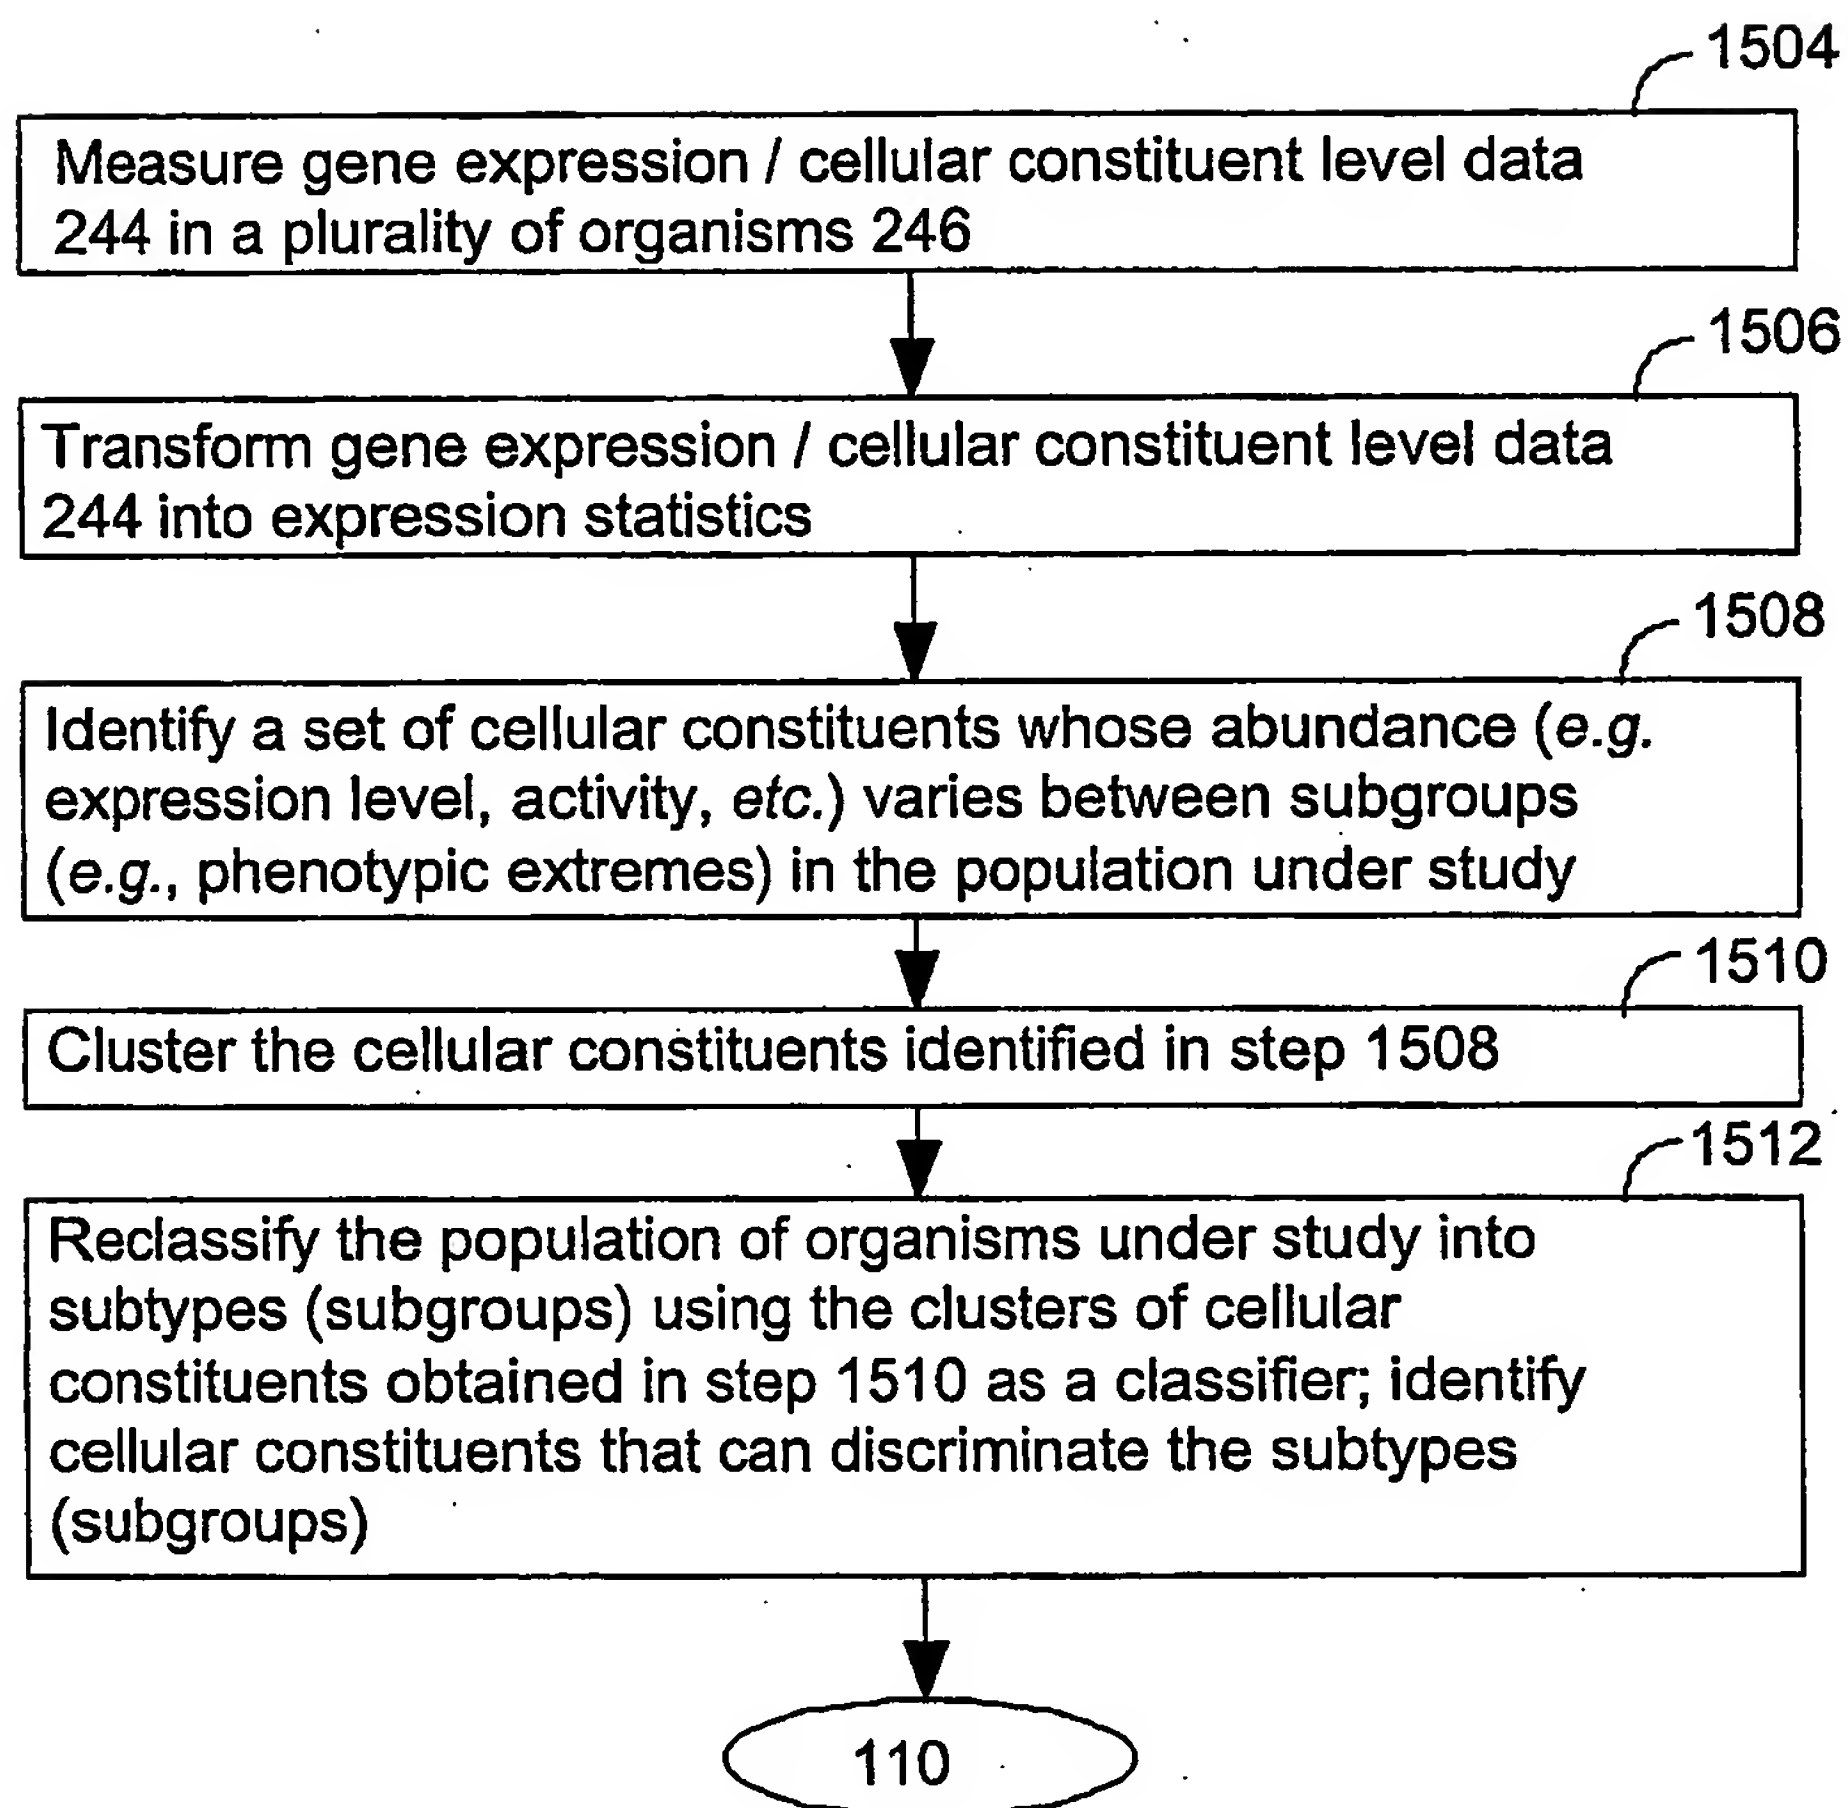 1504
Measure gene expression / cellular constituent level data
244 in a plurality of organisms 246
1506
Transform gene expression / cellular constituent level data
244 into expression statistics
1508
Identify a set of cellular constituents whose abundance (e.g.
expression level, activity, etc.) varies between subgroups
(e.g., phenotypic extremes) in the population under study
1510
Cluster the cellular constituents identified in step 1508
1512
Reclassify the population of organisms under study into
subtypes (subgroups) using the clusters of cellular
constituents obtained in step 1510 as a classifier; identify
cellular constituents that can discriminate the subtypes
(subgroups)
110